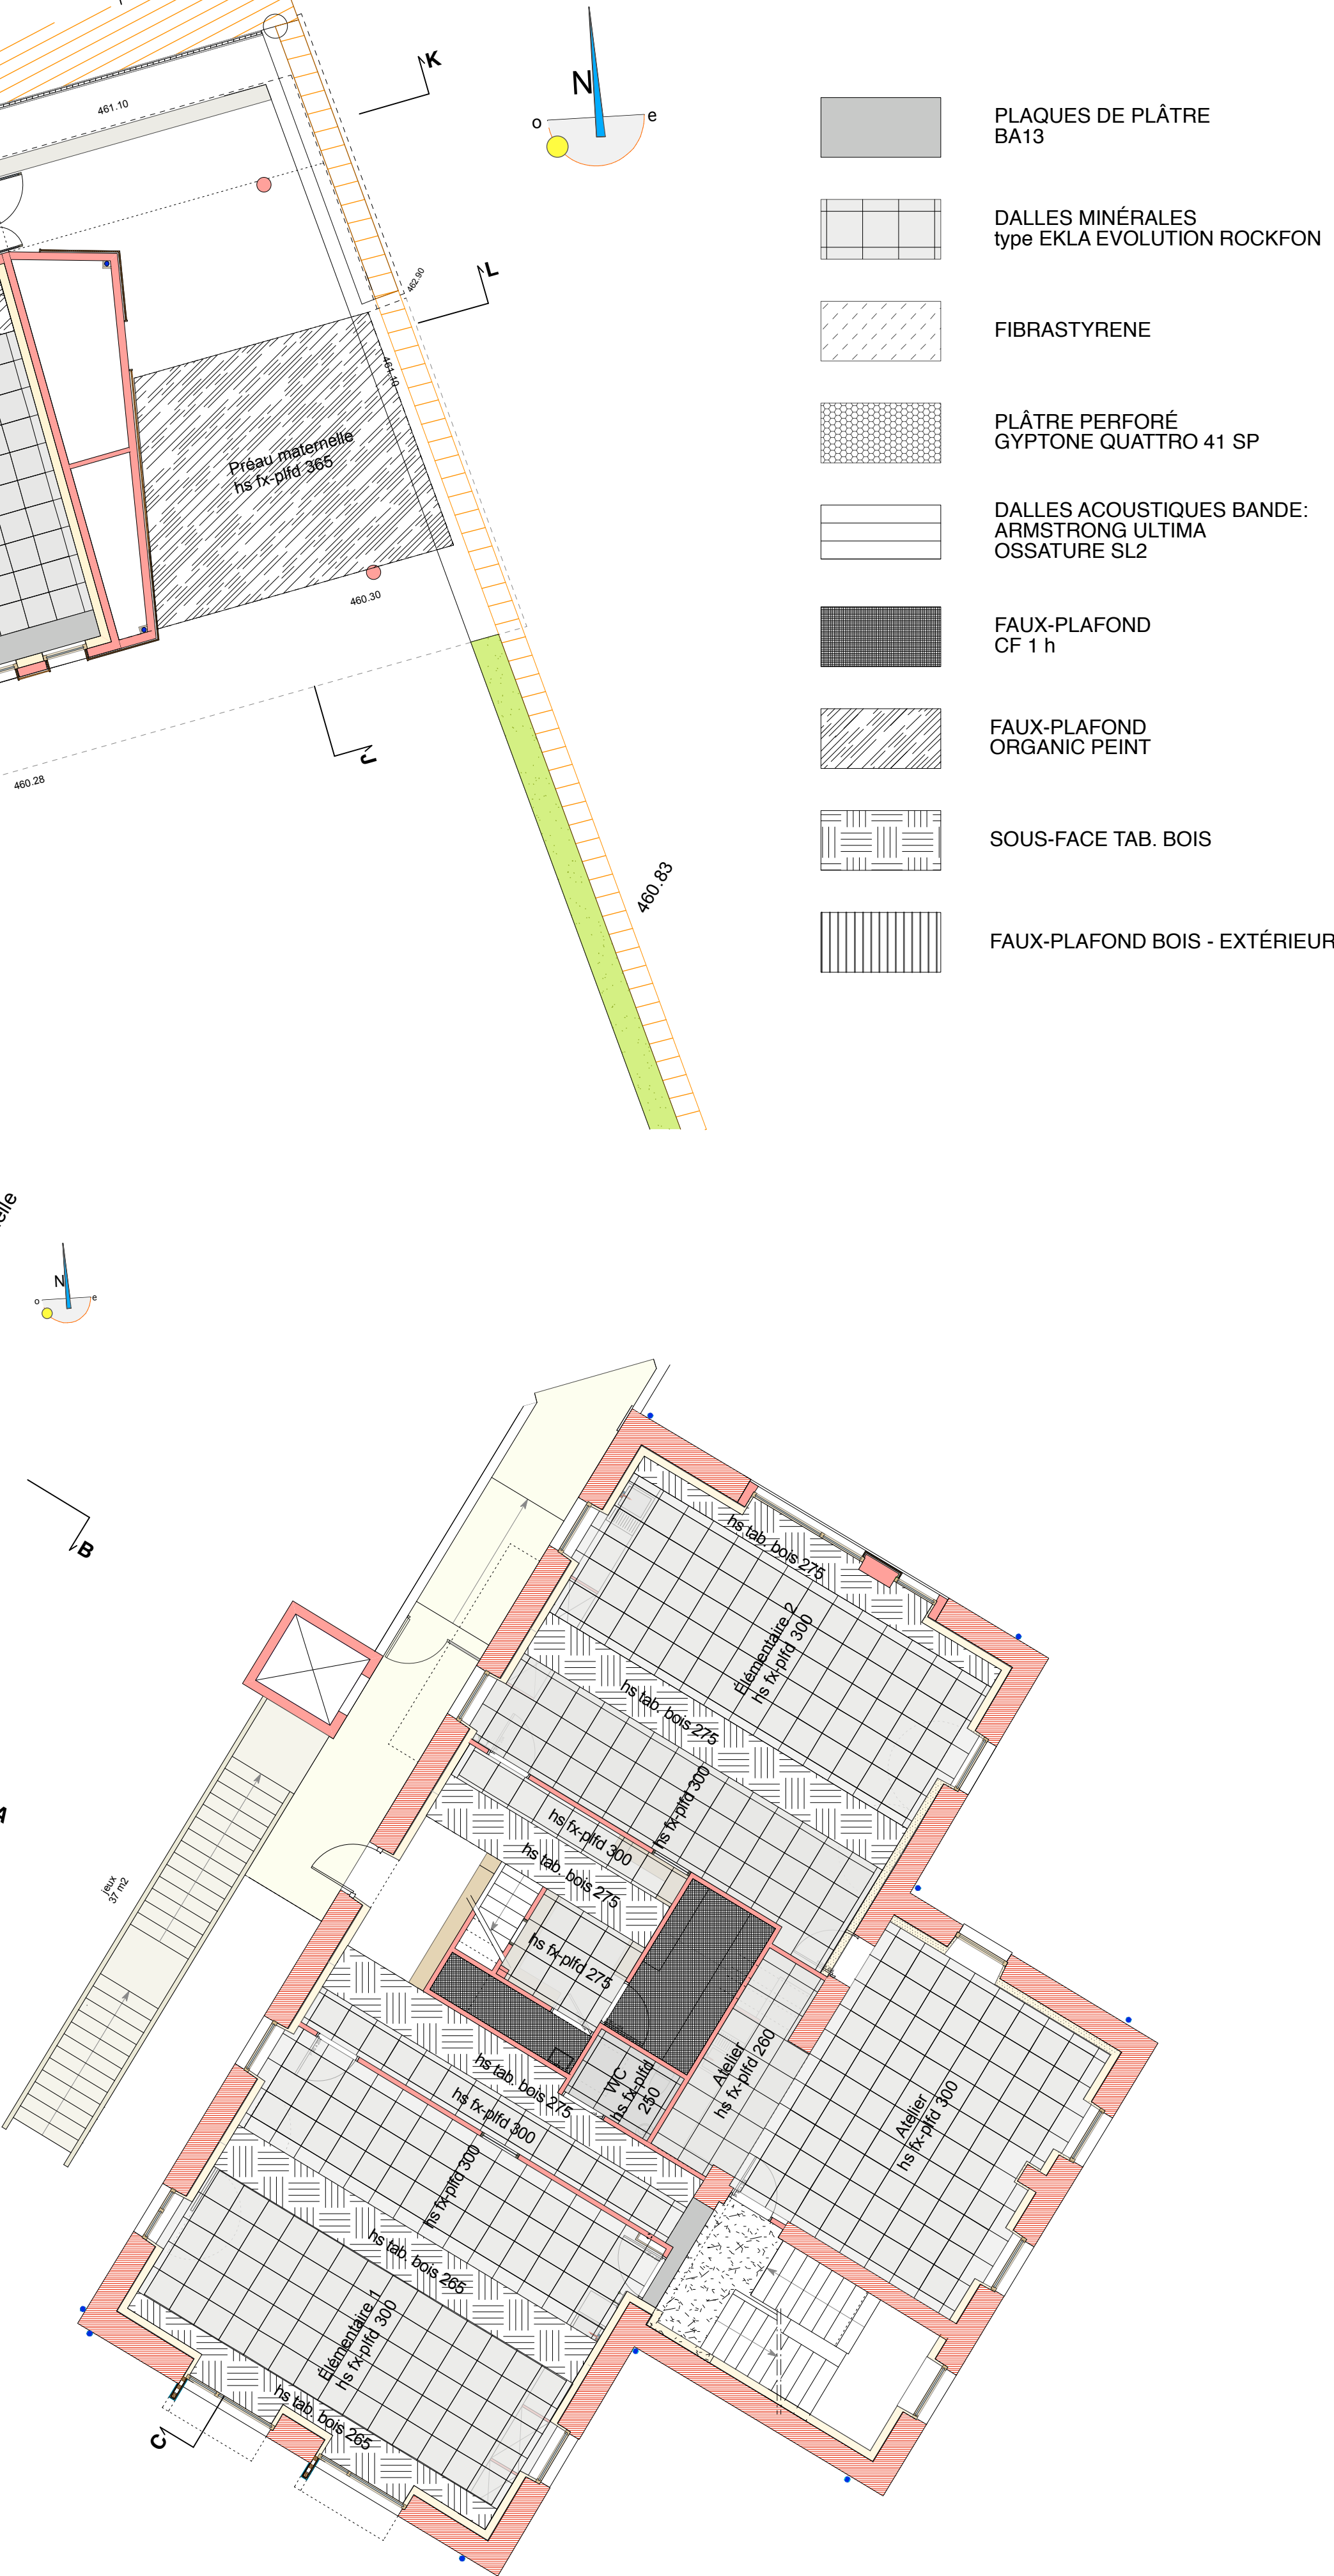 K
461.10
N
o
e
L
462.90
461.10
Préau maternelle
hs fx-plfd 365
460.30
J
460.28
460.83
PLAQUES DE PLÂTRE
BA13
DALLES MINÉRALES
type EKLA EVOLUTION ROCKFON
FIBRASTYRENE
PLÂTRE PERFORÉ
GYPTONE QUATTRO 41 SP
DALLES ACOUSTIQUES BANDE:
ARMSTRONG ULTIMA
OSSATURE SL2
FAUX-PLAFOND
CF 1 h
FAUX-PLAFOND
ORGANIC PEINT
SOUS-FACE TAB. BOIS
FAUX-PLAFOND BOIS - EXTÉRIEUR
elle
N
o
e
B
A
jeux
37 m2
hs tab. bois 275
Élémentaire 2
hs fx-plfd 300
hs tab. bois 275
hs fx-plfd 300
hs fx-plfd 300
hs tab. bois 275
hs fx-plfd 275
WC
hs fx-plfd
250
Atelier
hs fx-plfd 260
Atelier
hs fx-plfd 300
hs tab. bois 275
hs fx-plfd 300
hs fx-plfd 300
hs tab. bois 265
Élémentaire 1
hs fx-plfd 300
hs tab. bois 265
C